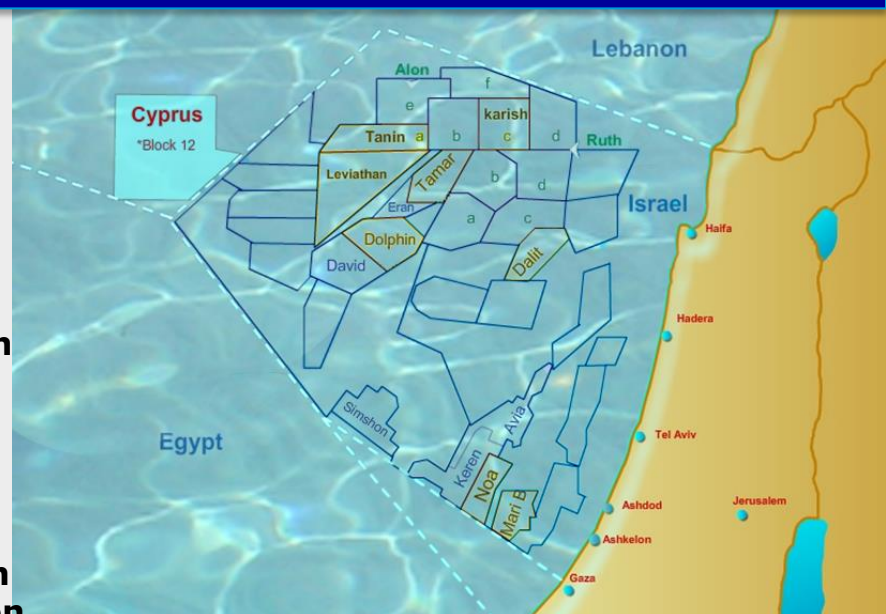 Lebanon
Alon
f
e
karish
Cyprus
*Block 12
Tanin a b c d
Ruth
Leviathan
Tamar
b
d
Eran
Israel
a
c
Haifa
Dolphin
David
Dalit
Hadera
n
Simshon
Avia
Tel Aviv
Egypt
Keren
Noa
Mari B
Ashdod
Jerusalem
Ashkelon
n
Gaza
on